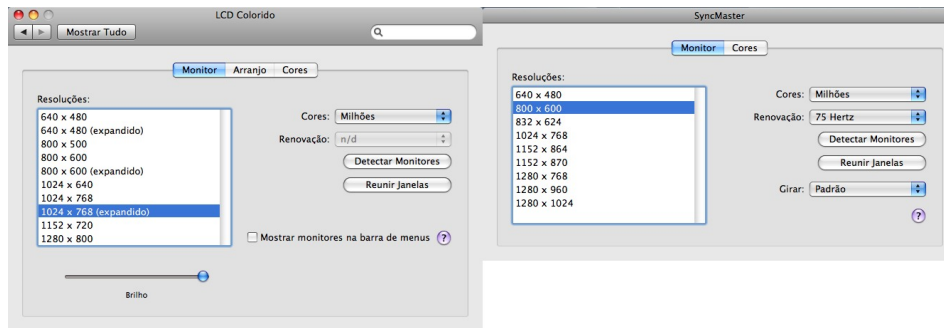 LCD Colorido
Mostrar Tudo
Monitor Arranjo Cores
Resoluções:
640 x 480
640 x 480 (expandido)
800 x 500
800 x 600
800 x 600 (expandido)
1024 x 640
1024 x 768
1024 x 768 (expandido)
1152 x 720
1280 x 800
Cores: Milhões
Renovação: n/d
Detectar Monitores
Reunir Janelas
Mostrar monitores na barra de menus ?
Brilho
SyncMaster
Monitor Cores
Resoluções:
640 x 480
800 x 600
832 x 624
1024 x 768
1152 x 864
1152 x 870
1280 x 768
1280 x 960
1280 x 1024
Cores: Milhões
Renovação: 75 Hertz
Detectar Monitores
Reunir Janelas
Girar: Padrão
?